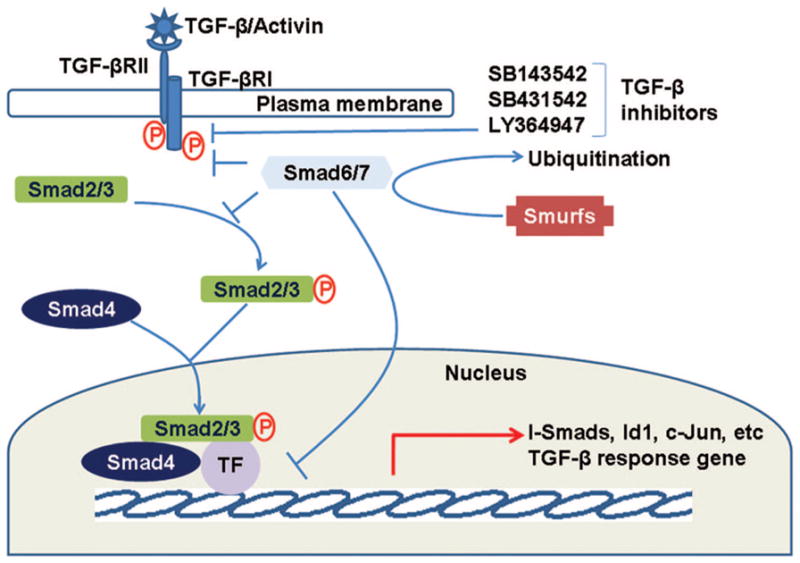 TGF-β/Activin
TGF-βRII
TGF-βRI
Plasma membrane
SB143542
SB431542
LY364947
TGF-β
inhibitors
P
P
Smad6/7
Ubiquitination
Smad2/3
Smurfs
Smad2/3
P
Smad4
Nucleus
Smad2/3
P
Smad4
TF
I-Smads, Id1, c-Jun, etc
TGF-β response gene